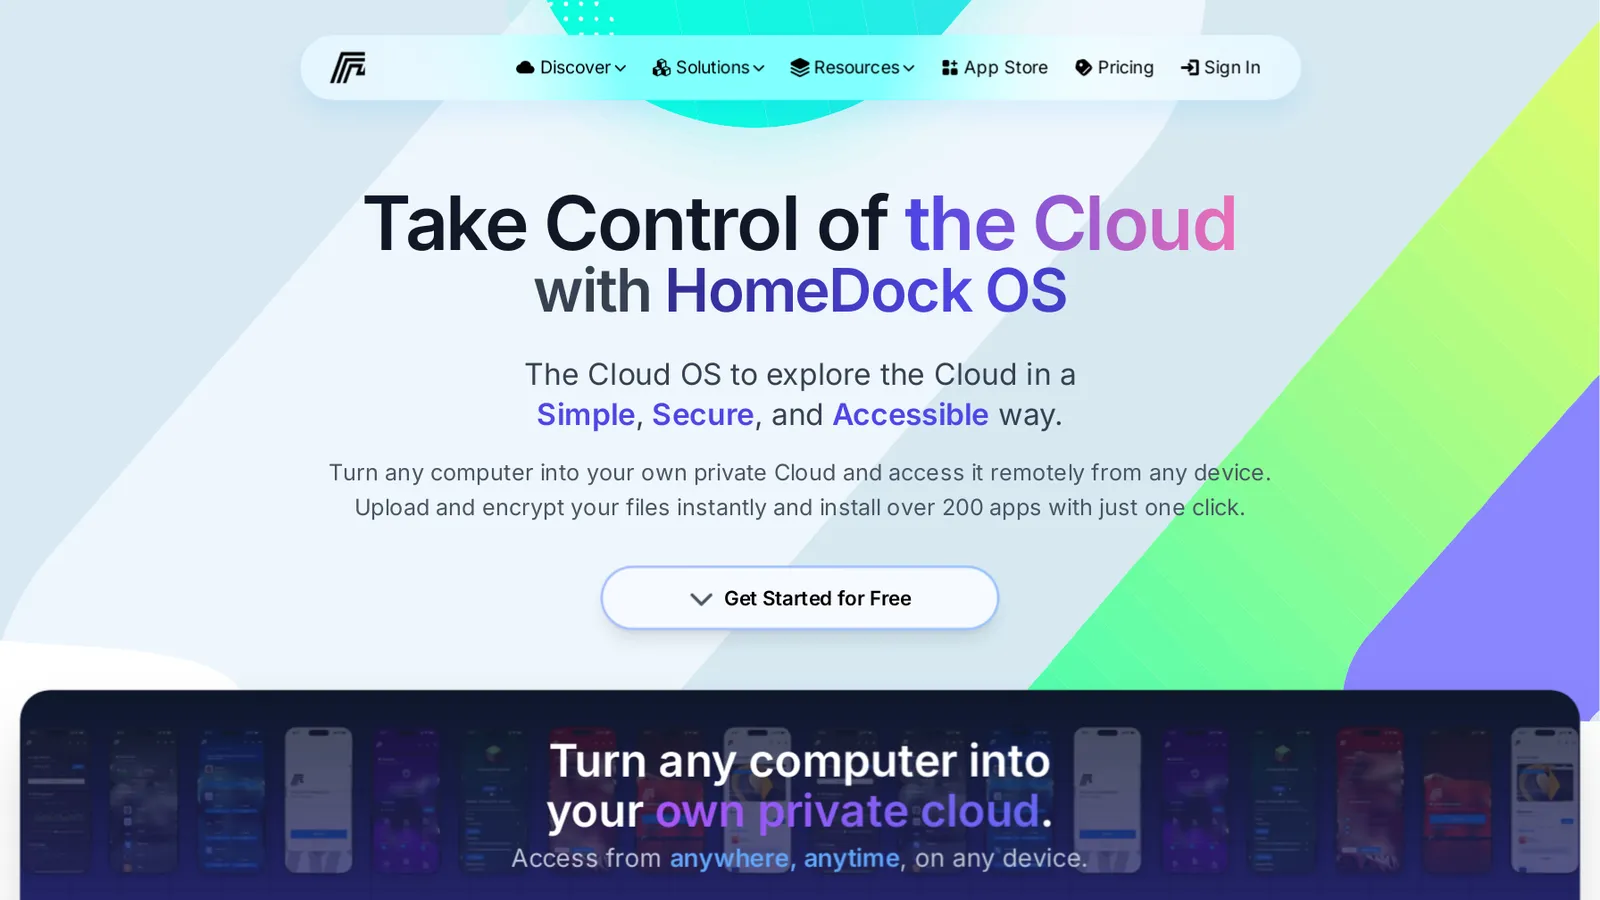 Discover
Solutions
Resources
App Store
Pricing
Sign In
Take Control of the Cloud
with HomeDock OS
The Cloud OS to explore the Cloud in a
Simple, Secure, and Accessible way.
Turn any computer into your own private Cloud and access it remotely from any device.
Upload and encrypt your files instantly and install over 200 apps with just one click.
Get Started for Free
Turn any computer into
your own private cloud.
Access from anywhere, anytime, on any device.